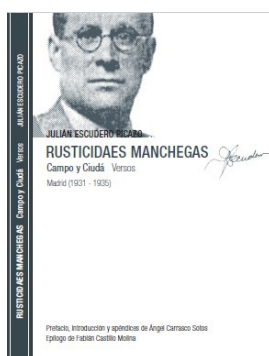 JULIÁN ESCUDERO PICAZO
RUSTICIDAES MANCHEGAS
Campo y Ciudá Versos
Madrid (1931 - 1935)
Prefacio, Introducción y apéndices de Ángel Carrasco Sotos
Epílogo de Fabián Castillo Molina
RUSTICIDAES MANCHEGAS Campo y Ciudá Versos JULIÁN ESCUDERO PICAZO